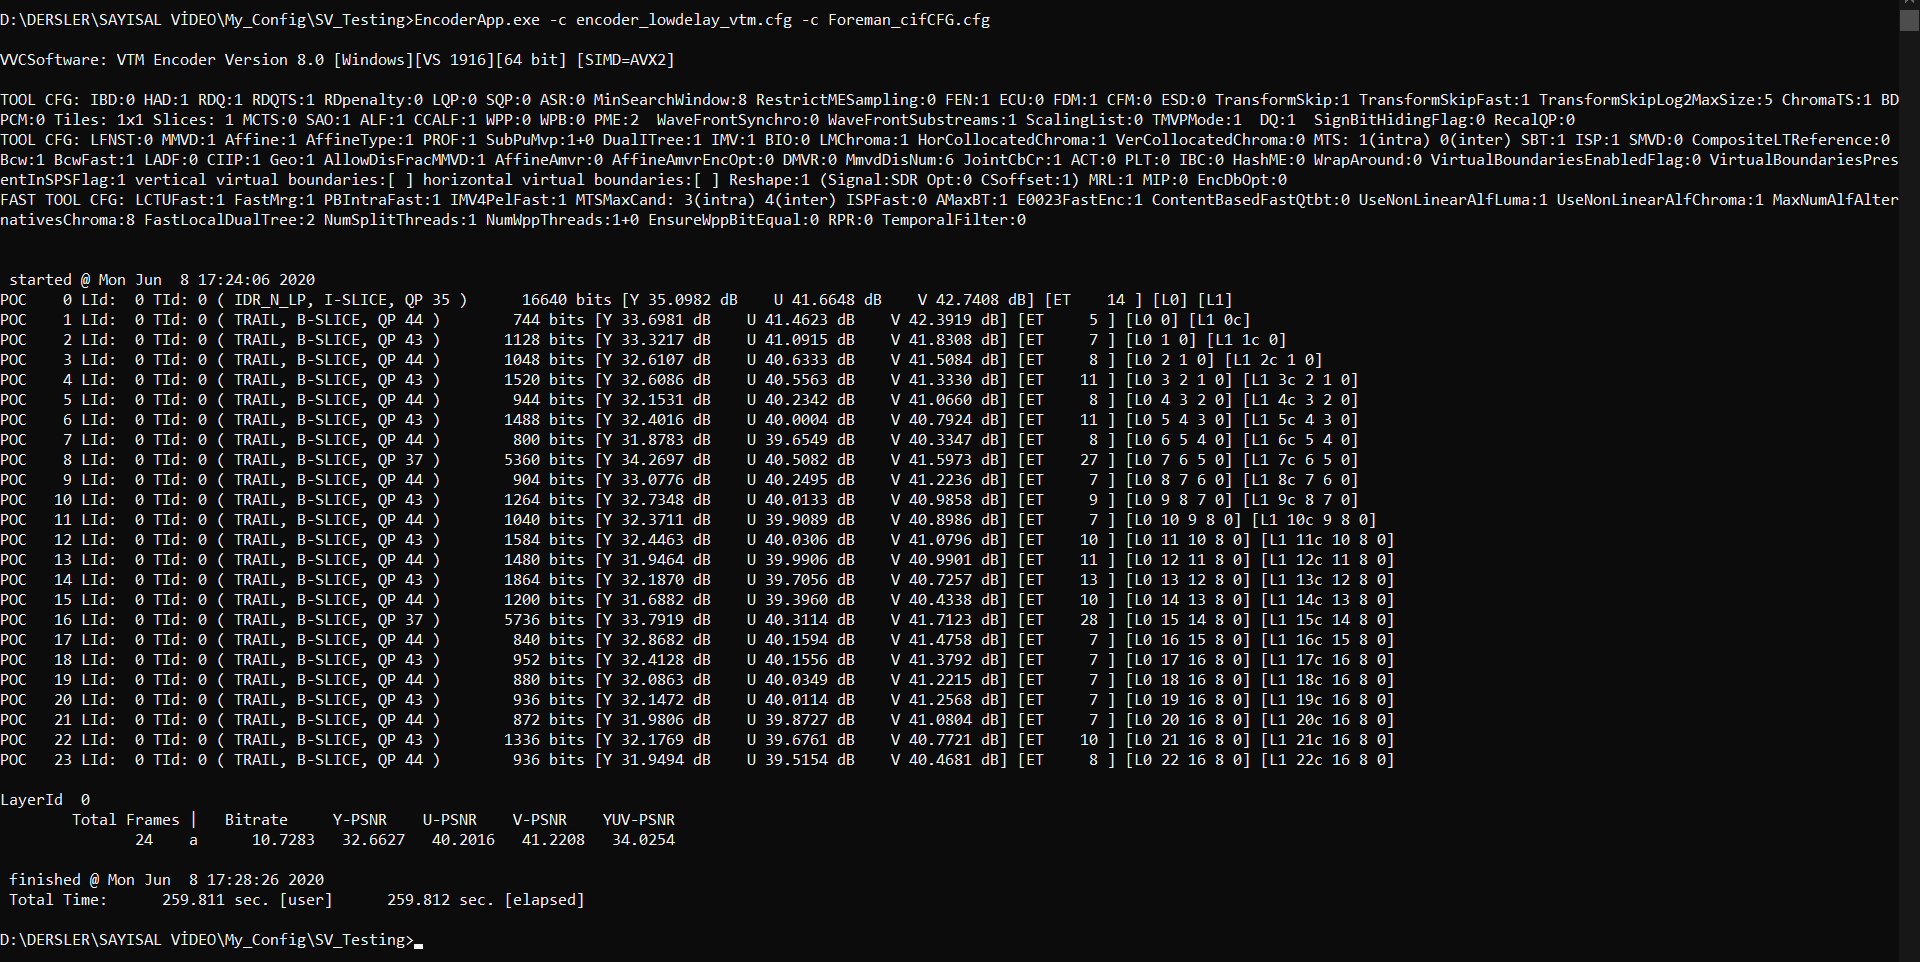 D:\DERSLER\SAYISAL VİDEO\My_Config\SV_Testing>EncoderApp.exe -c encoder_lowdelay_vtm.cfg -c Foreman_cifCFG.cfg
VVCSoftware: VTM Encoder Version 8.0 [Windows][VS 1916][64 bit] [SIMD=AVX2]
TOOL CFG: IBD:0 HAD:1 RDQ:1 RDQTS:1 RDpenalty:0 LQP:0 SQP:0 ASR:0 MinSearchWindow:8 RestrictMESampling:0 FEN:1 ECU:0 FDM:1 CFM:0 ESD:0 TransformSkip:1 TransformSkipFast:1 TransformSkipLog2MaxSize:5 ChromaTS:1 BD
PCM:0 Tiles: 1x1 Slices: 1 MCTS:0 SAO:1 ALF:1 CCALF:1 WPP:0 WPB:0 PME:2  WaveFrontSynchro:0 WaveFrontSubstreams:1 ScalingList:0 TMVPMode:1  DQ:1  SignBitHidingFlag:0 RecalQP:0
TOOL CFG: LFNST:0 MMVD:1 Affine:1 AffineType:1 PROF:1 SubPuMvp:1+0 DualITree:1 IMV:1 BIO:0 LMChroma:1 HorCollocatedChroma:1 VerCollocatedChroma:0 MTS: 1(intra) 0(inter) SBT:1 ISP:1 SMVD:0 CompositeLTReference:0
Bcw:1 BcwFast:1 LADF:0 CIIP:1 Geo:1 AllowDisFracMMVD:1 AffineAmvr:0 AffineAmvrEncOpt:0 DMVR:0 MmvdDisNum:6 JointCbCr:1 ACT:0 PLT:0 IBC:0 HashME:0 WrapAround:0 VirtualBoundariesEnabledFlag:0 VirtualBoundariesPres
entInSPSFlag:1 vertical virtual boundaries:[ ] horizontal virtual boundaries:[ ] Reshape:1 (Signal:SDR Opt:0 CSoffset:1) MRL:1 MIP:0 EncDbOpt:0
FAST TOOL CFG: LCTUFast:1 FastMrg:1 PBIntraFast:1 IMV4PelFast:1 MTSMaxCand: 3(intra) 4(inter) ISPFast:0 AMaxBT:1 E0023FastEnc:1 ContentBasedFastQtbt:0 UseNonLinearAlfLuma:1 UseNonLinearAlfChroma:1 MaxNumAlfAlter
nativesChroma:8 FastLocalDualTree:2 NumSplitThreads:1 NumWppThreads:1+0 EnsureWppBitEqual:0 RPR:0 TemporalFilter:0
started @ Mon Jun  8 17:24:06 2020
POC    0 LId:  0 TId: 0 ( IDR_N_LP, I-SLICE, QP 35 )      16640 bits [Y 35.0982 dB    U 41.6648 dB    V 42.7408 dB] [ET    14 ] [L0] [L1]
POC    1 LId:  0 TId: 0 ( TRAIL, B-SLICE, QP 44 )        744 bits [Y 33.6981 dB    U 41.4623 dB    V 42.3919 dB] [ET     5 ] [L0 0] [L1 0c]
POC    2 LId:  0 TId: 0 ( TRAIL, B-SLICE, QP 43 )       1128 bits [Y 33.3217 dB    U 41.0915 dB    V 41.8308 dB] [ET     7 ] [L0 1 0] [L1 1c 0]
POC    3 LId:  0 TId: 0 ( TRAIL, B-SLICE, QP 44 )       1048 bits [Y 32.6107 dB    U 40.6333 dB    V 41.5084 dB] [ET     8 ] [L0 2 1 0] [L1 2c 1 0]
POC    4 LId:  0 TId: 0 ( TRAIL, B-SLICE, QP 43 )       1520 bits [Y 32.6086 dB    U 40.5563 dB    V 41.3330 dB] [ET    11 ] [L0 3 2 1 0] [L1 3c 2 1 0]
POC    5 LId:  0 TId: 0 ( TRAIL, B-SLICE, QP 44 )        944 bits [Y 32.1531 dB    U 40.2342 dB    V 41.0660 dB] [ET     8 ] [L0 4 3 2 0] [L1 4c 3 2 0]
POC    6 LId:  0 TId: 0 ( TRAIL, B-SLICE, QP 43 )       1488 bits [Y 32.4016 dB    U 40.0004 dB    V 40.7924 dB] [ET    11 ] [L0 5 4 3 0] [L1 5c 4 3 0]
POC    7 LId:  0 TId: 0 ( TRAIL, B-SLICE, QP 44 )        800 bits [Y 31.8783 dB    U 39.6549 dB    V 40.3347 dB] [ET     8 ] [L0 6 5 4 0] [L1 6c 5 4 0]
POC    8 LId:  0 TId: 0 ( TRAIL, B-SLICE, QP 37 )       5360 bits [Y 34.2697 dB    U 40.5082 dB    V 41.5973 dB] [ET    27 ] [L0 7 6 5 0] [L1 7c 6 5 0]
POC    9 LId:  0 TId: 0 ( TRAIL, B-SLICE, QP 44 )        904 bits [Y 33.0776 dB    U 40.2495 dB    V 41.2236 dB] [ET     7 ] [L0 8 7 6 0] [L1 8c 7 6 0]
POC   10 LId:  0 TId: 0 ( TRAIL, B-SLICE, QP 43 )       1264 bits [Y 32.7348 dB    U 40.0133 dB    V 40.9858 dB] [ET     9 ] [L0 9 8 7 0] [L1 9c 8 7 0]
POC   11 LId:  0 TId: 0 ( TRAIL, B-SLICE, QP 44 )       1040 bits [Y 32.3711 dB    U 39.9089 dB    V 40.8986 dB] [ET     7 ] [L0 10 9 8 0] [L1 10c 9 8 0]
POC   12 LId:  0 TId: 0 ( TRAIL, B-SLICE, QP 43 )       1584 bits [Y 32.4463 dB    U 40.0306 dB    V 41.0796 dB] [ET    10 ] [L0 11 10 8 0] [L1 11c 10 8 0]
POC   13 LId:  0 TId: 0 ( TRAIL, B-SLICE, QP 44 )       1480 bits [Y 31.9464 dB    U 39.9906 dB    V 40.9901 dB] [ET    11 ] [L0 12 11 8 0] [L1 12c 11 8 0]
POC   14 LId:  0 TId: 0 ( TRAIL, B-SLICE, QP 43 )       1864 bits [Y 32.1870 dB    U 39.7056 dB    V 40.7257 dB] [ET    13 ] [L0 13 12 8 0] [L1 13c 12 8 0]
POC   15 LId:  0 TId: 0 ( TRAIL, B-SLICE, QP 44 )       1200 bits [Y 31.6882 dB    U 39.3960 dB    V 40.4338 dB] [ET    10 ] [L0 14 13 8 0] [L1 14c 13 8 0]
POC   16 LId:  0 TId: 0 ( TRAIL, B-SLICE, QP 37 )       5736 bits [Y 33.7919 dB    U 40.3114 dB    V 41.7123 dB] [ET    28 ] [L0 15 14 8 0] [L1 15c 14 8 0]
POC   17 LId:  0 TId: 0 ( TRAIL, B-SLICE, QP 44 )        840 bits [Y 32.8682 dB    U 40.1594 dB    V 41.4758 dB] [ET     7 ] [L0 16 15 8 0] [L1 16c 15 8 0]
POC   18 LId:  0 TId: 0 ( TRAIL, B-SLICE, QP 43 )        952 bits [Y 32.4128 dB    U 40.1556 dB    V 41.3792 dB] [ET     7 ] [L0 17 16 8 0] [L1 17c 16 8 0]
POC   19 LId:  0 TId: 0 ( TRAIL, B-SLICE, QP 44 )        880 bits [Y 32.0863 dB    U 40.0349 dB    V 41.2215 dB] [ET     7 ] [L0 18 16 8 0] [L1 18c 16 8 0]
POC   20 LId:  0 TId: 0 ( TRAIL, B-SLICE, QP 43 )        936 bits [Y 32.1472 dB    U 40.0114 dB    V 41.2568 dB] [ET     7 ] [L0 19 16 8 0] [L1 19c 16 8 0]
POC   21 LId:  0 TId: 0 ( TRAIL, B-SLICE, QP 44 )        872 bits [Y 31.9806 dB    U 39.8727 dB    V 41.0804 dB] [ET     7 ] [L0 20 16 8 0] [L1 20c 16 8 0]
POC   22 LId:  0 TId: 0 ( TRAIL, B-SLICE, QP 43 )       1336 bits [Y 32.1769 dB    U 39.6761 dB    V 40.7721 dB] [ET    10 ] [L0 21 16 8 0] [L1 21c 16 8 0]
POC   23 LId:  0 TId: 0 ( TRAIL, B-SLICE, QP 44 )        936 bits [Y 31.9494 dB    U 39.5154 dB    V 40.4681 dB] [ET     8 ] [L0 22 16 8 0] [L1 22c 16 8 0]
LayerId  0
Total Frames |   Bitrate     Y-PSNR    U-PSNR    V-PSNR    YUV-PSNR
24    a      10.7283   32.6627   40.2016   41.2208   34.0254
finished @ Mon Jun  8 17:28:26 2020
Total Time:      259.811 sec. [user]      259.812 sec. [elapsed]
D:\DERSLER\SAYISAL VİDEO\My_Config\SV_Testing>